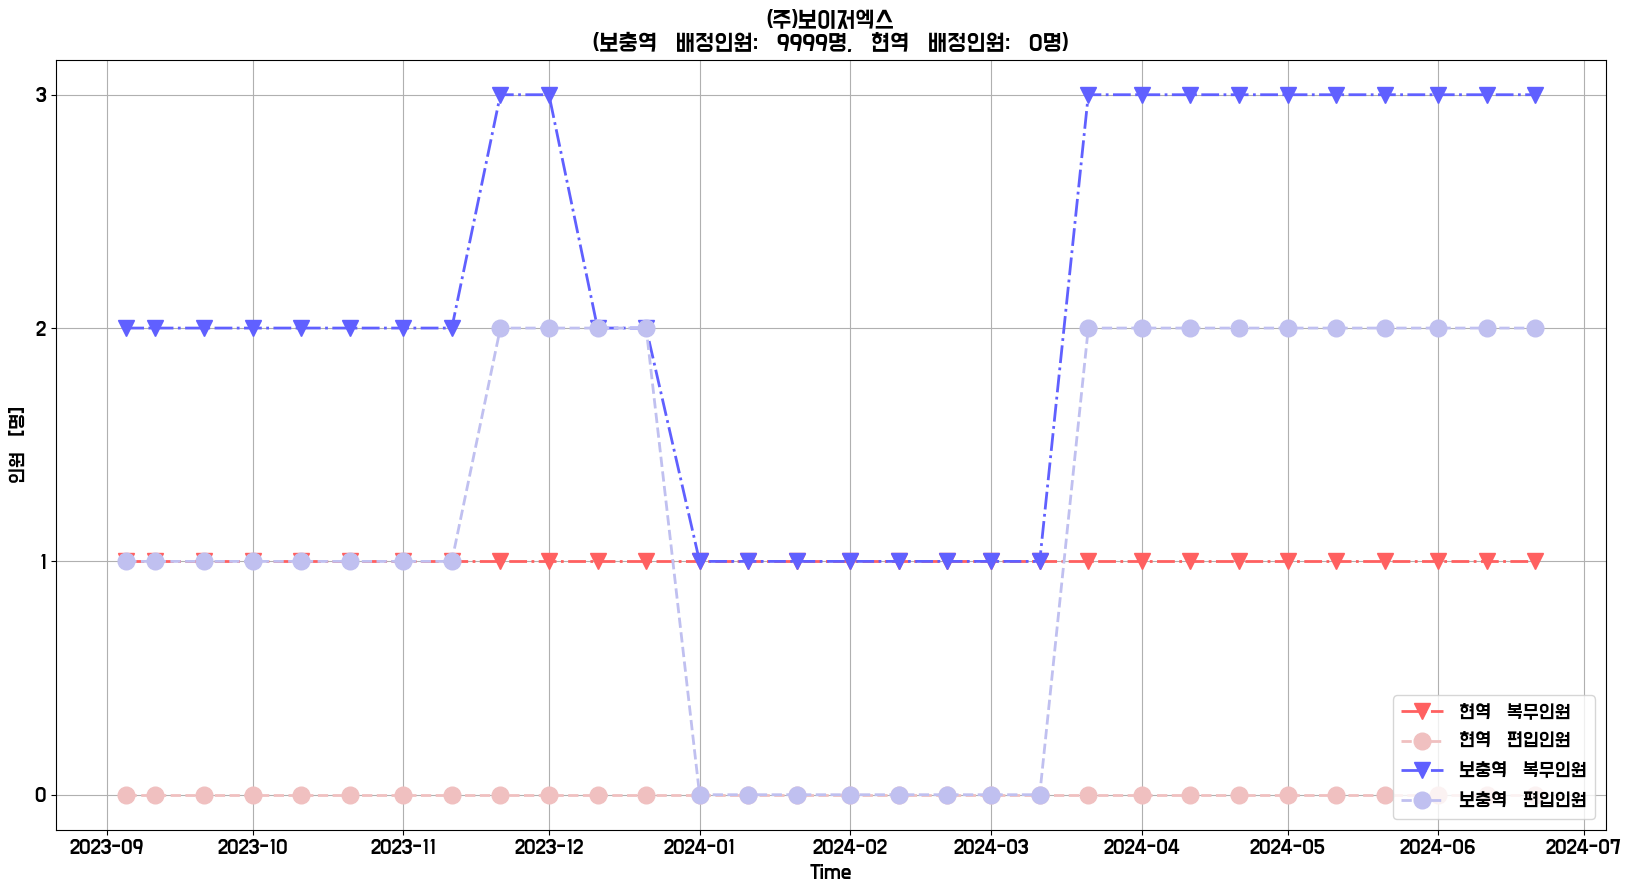 (주)보이저엑스
(보충역 배정인원: 9999명, 현역 배정인원: 0명)
3
2
1
0
인원 [명]
2023-09 2023-10 2023-11 2023-12 2024-01 2024-02 2024-03 2024-04 2024-05 2024-06 2024-07
Time
현역 복무인원
현역 편입인원
보충역 복무인원
보충역 편입인원